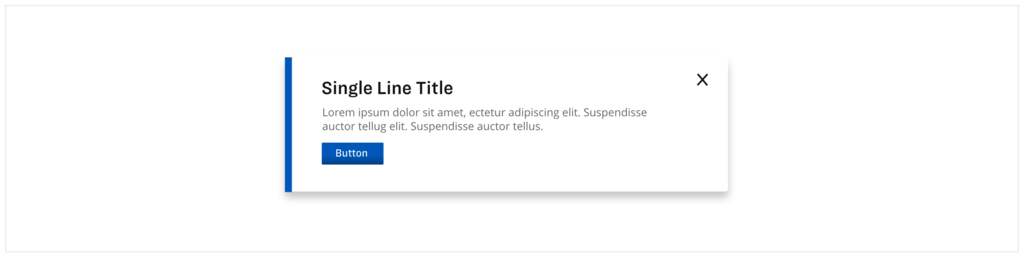 Single Line Title
Lorem ipsum dolor sit amet, ectetur adipiscing elit. Suspendisse
auctor tellug elit. Suspendisse auctor tellus.
Button